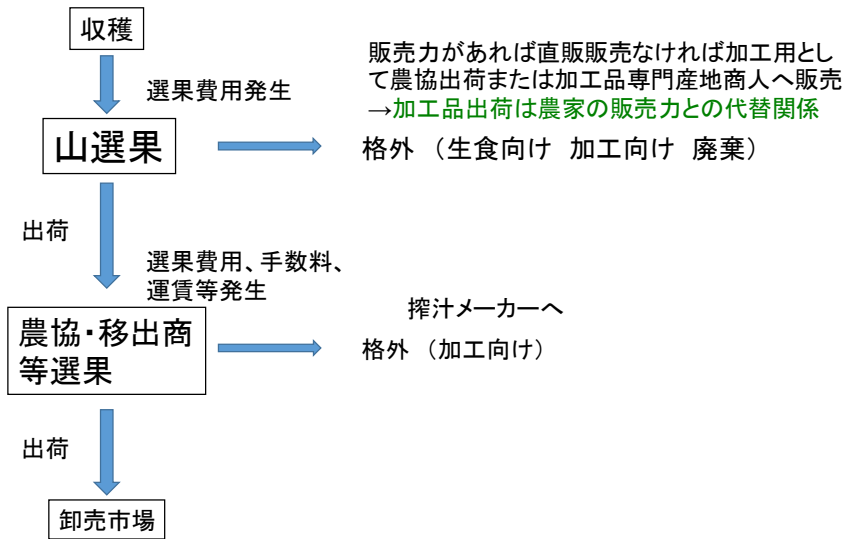 収穫
販売力があれば直販販売なければ加工用とし
て農協出荷または加工品専門産地商人へ販売
→加工品出荷は農家の販売力との代替関係
選果費用発生
山選果
格外 （生食向け 加工向け 廃棄）
出荷
選果費用、手数料、
運賃等発生
搾汁メーカーへ
農協・移出商
等選果
格外 （加工向け）
出荷
卸売市場